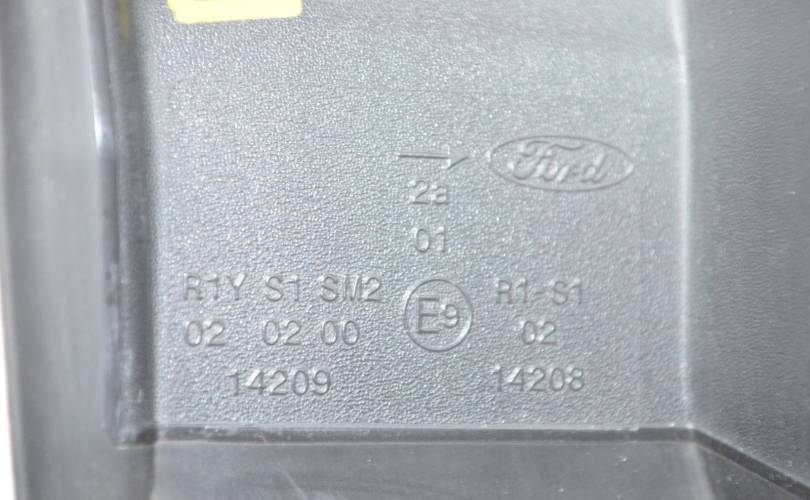 → Ford
2a
01
R1Y S1 SM2 E9 R1-S1
02 02 00 02
14209 14208